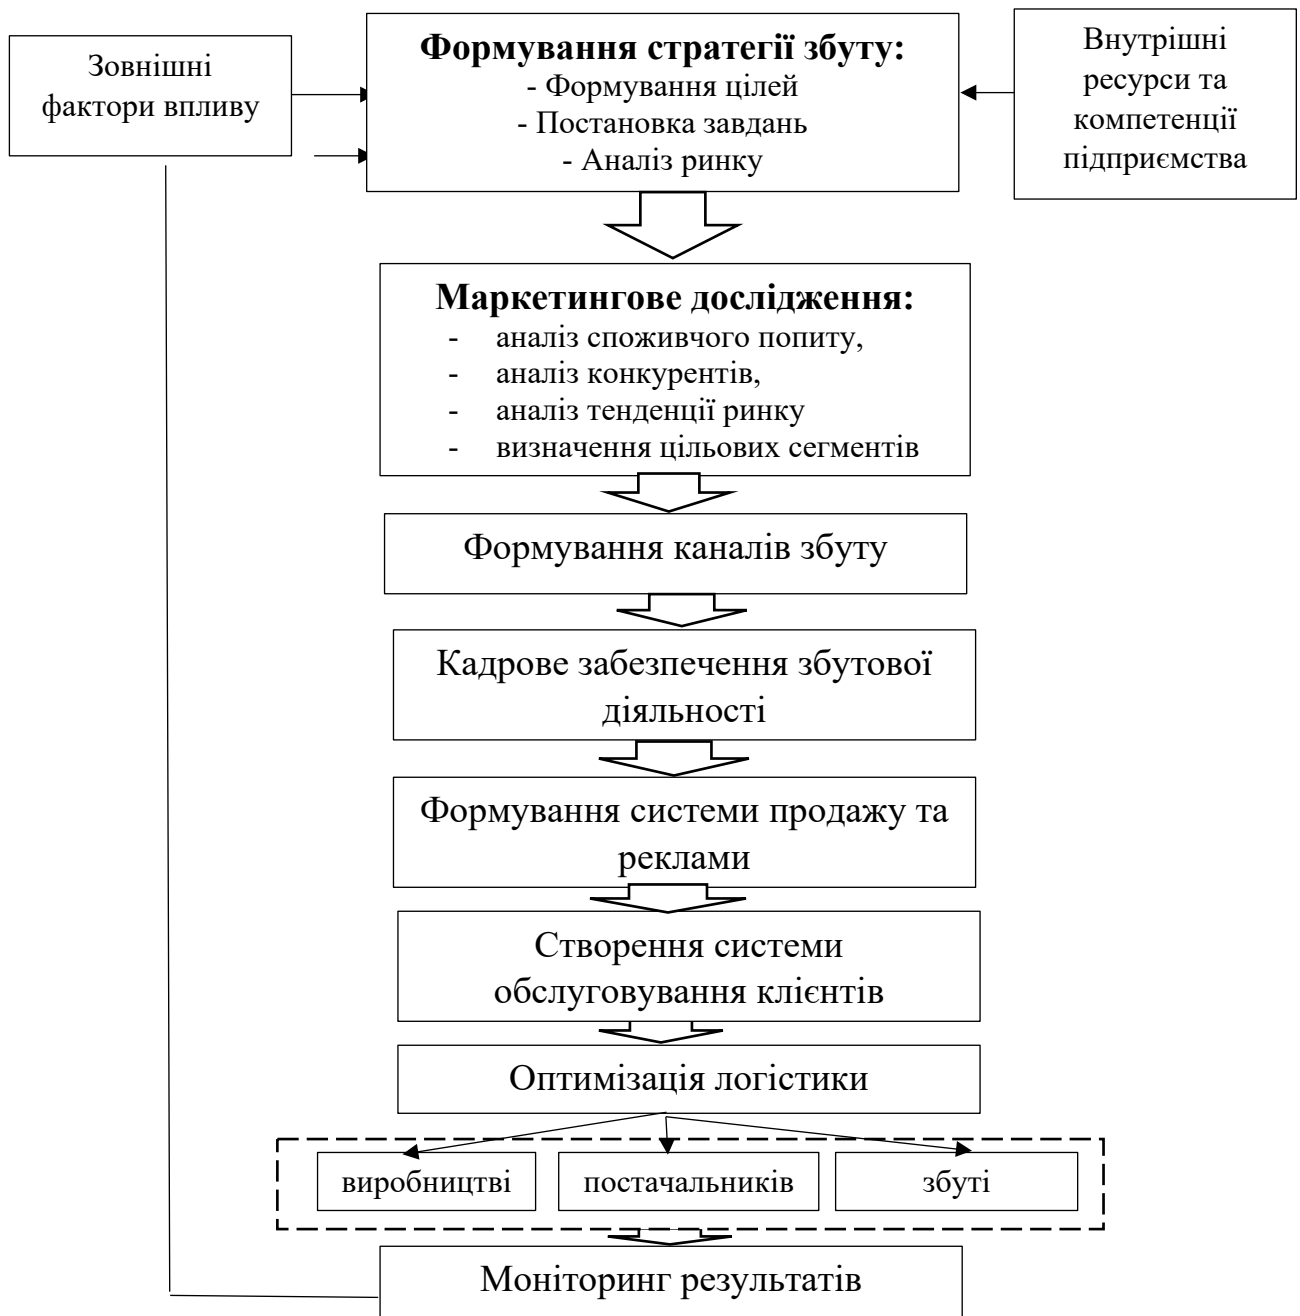 Зовнішні
фактори впливу
Формування стратегії збуту:
- Формування цілей
- Постановка завдань
- Аналіз ринку
Внутрішні
ресурси та
компетенції
підприємства
Маркетингове дослідження:
- аналіз споживчого попиту,
- аналіз конкурентів,
- аналіз тенденції ринку
- визначення цільових сегментів
Формування каналів збуту
Кадрове забезпечення збутової
діяльності
Формування системи продажу та
реклами
Створення системи
обслуговування клієнтів
Оптимізація логістики
виробництві
постачальників
збуті
Моніторинг результатів